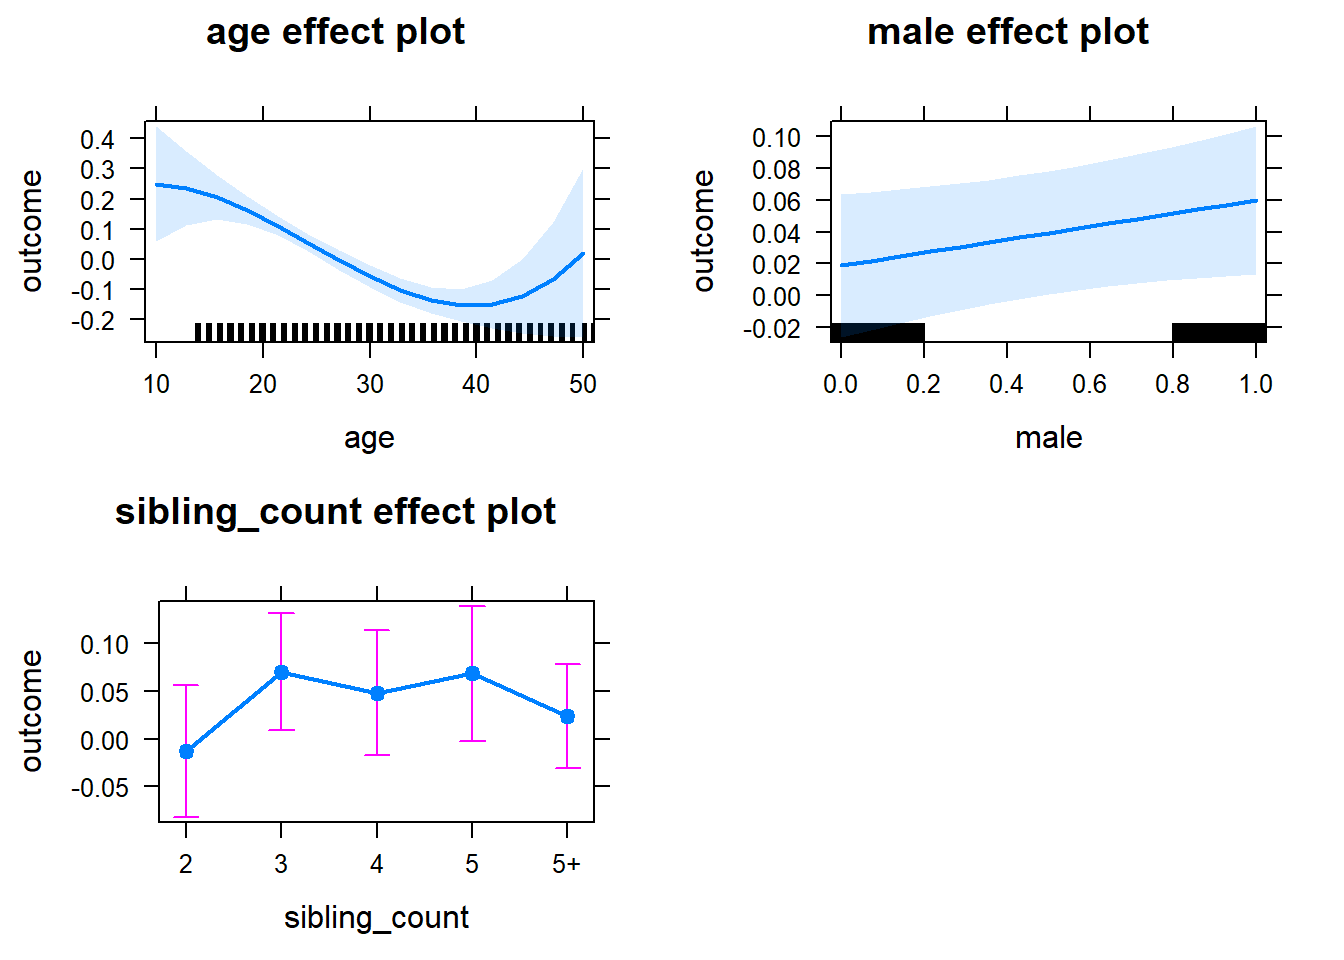 age effect plot
outcome
0.4
0.3
0.2
0.1
0.0
-0.1
-0.2
10 20 30 40 50
age
male effect plot
outcome
0.10
0.08
0.06
0.04
0.02
0.00
-0.02
0.0 0.2 0.4 0.6 0.8 1.0
male
sibling_count effect plot
outcome
0.10
0.05
0.00
-0.05
2 3 4 5 5+
sibling_count